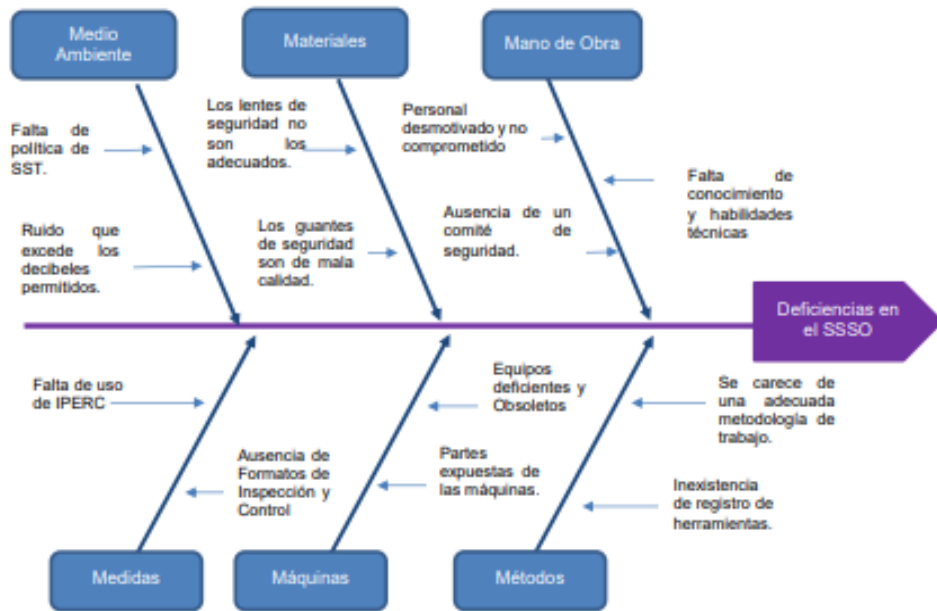 Medio
Ambiente
Materiales
Mano de Obra
Falta de
política de
SST.
Los lentes de
seguridad no
son los
adecuados.
Personal
desmotivado y no
comprometido
Falta de
conocimiento
y habilidades
técnicas
Ruido que
excede los
decibeles
permitidos.
Los guantes
de seguridad
son de mala
calidad.
Ausencia de un
comité de
seguridad.
Deficiencias en
el SSSO
Falta de uso
de IPERC
Equipos
deficientes y
Obsoletos
Se carece de
una adecuada
metodología de
trabajo.
Ausencia de
Formatos de
Inspección y
Control
Partes
expuestas de
las máquinas.
Inexistencia
de registro de
herramientas.
Medidas
Máquinas
Métodos